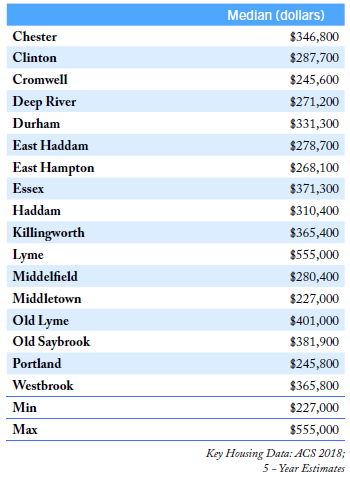 Median (dollars)
Chester $346,800
Clinton $287,700
Cromwell $245,600
Deep River $271,200
Durham $331,300
East Haddam $278,700
East Hampton $268,100
Essex $371,300
Haddam $310,400
Killingworth $365,400
Lyme $555,000
Middelfield $280,400
Middletown $227,000
Old Lyme $401,000
Old Saybrook $381,900
Portland $245,800
Westbrook $365,800
Min $227,000
Max $555,000
Key Housing Data: ACS 2018;
5 - Year Estimates